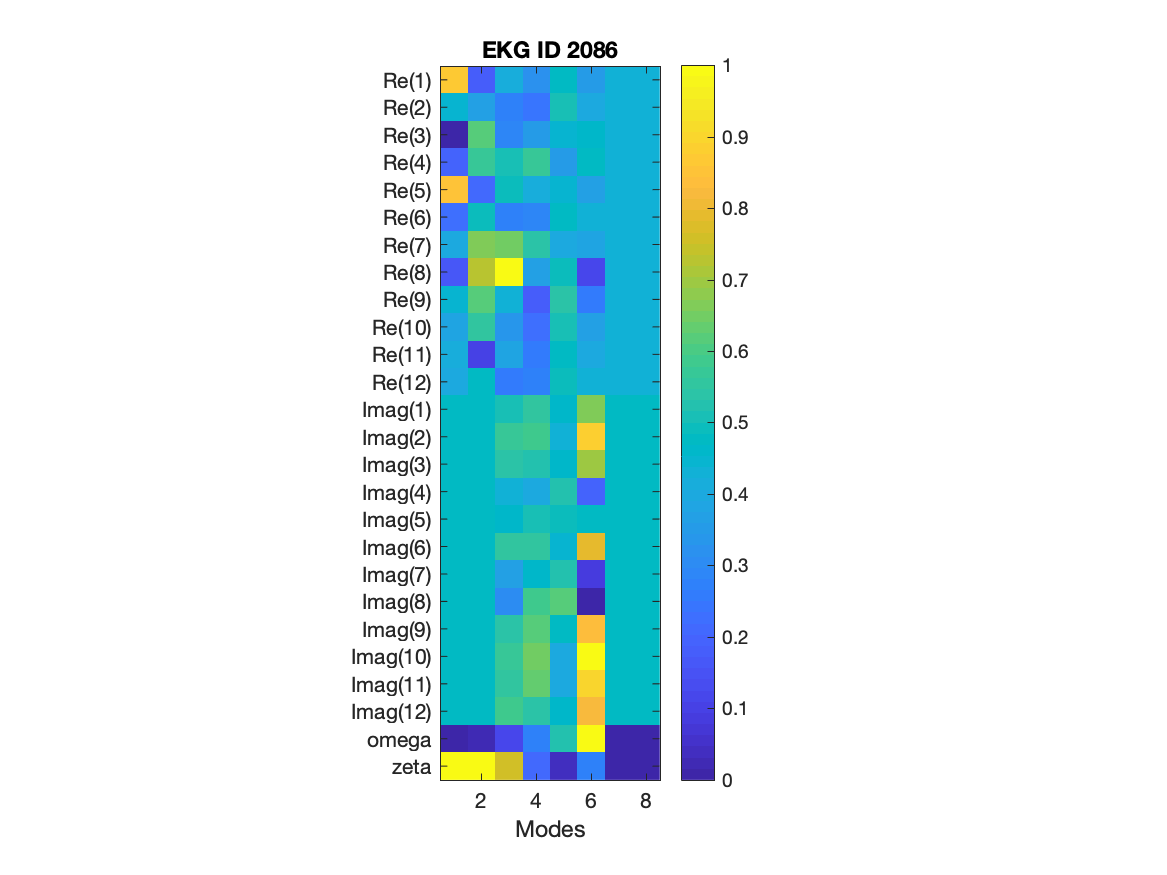 EKG ID 2086
Re(1)
Re(2)
Re(3)
Re(4)
Re(5)
Re(6)
Re(7)
Re(8)
Re(9)
Re(10)
Re(11)
Re(12)
Imag(1)
Imag(2)
Imag(3)
Imag(4)
Imag(5)
Imag(6)
Imag(7)
Imag(8)
Imag(9)
Imag(10)
Imag(11)
Imag(12)
omega
zeta
2 4 6 8
Modes
1
0.9
0.8
0.7
0.6
0.5
0.4
0.3
0.2
0.1
0